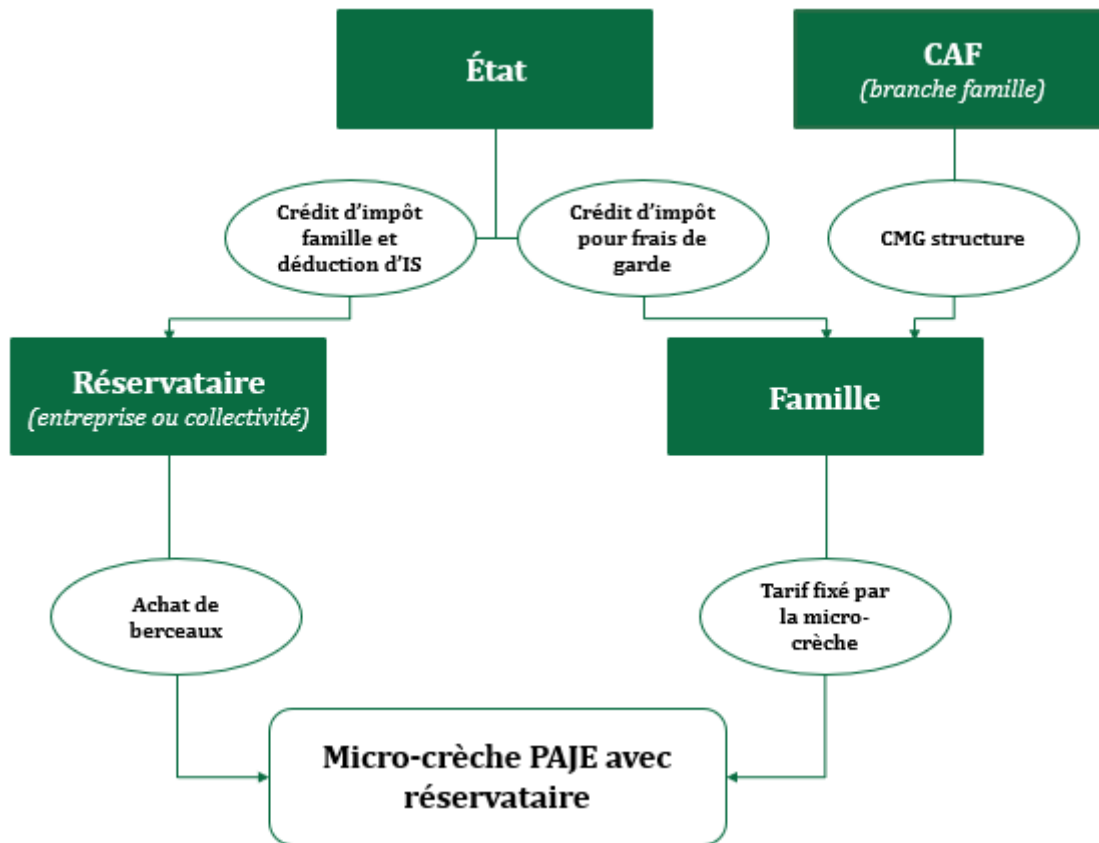 État
CAF
(branche famille)
Crédit d'impôt
famille et
déduction d'IS
Crédit d'impôt
pour frais de
garde
CMG structure
Réservataire
(entreprise ou collectivité)
Famille
Achat de
berceaux
Tarif fixé par
la micro-
crèche
Micro-crèche PAJE avec
réservataire